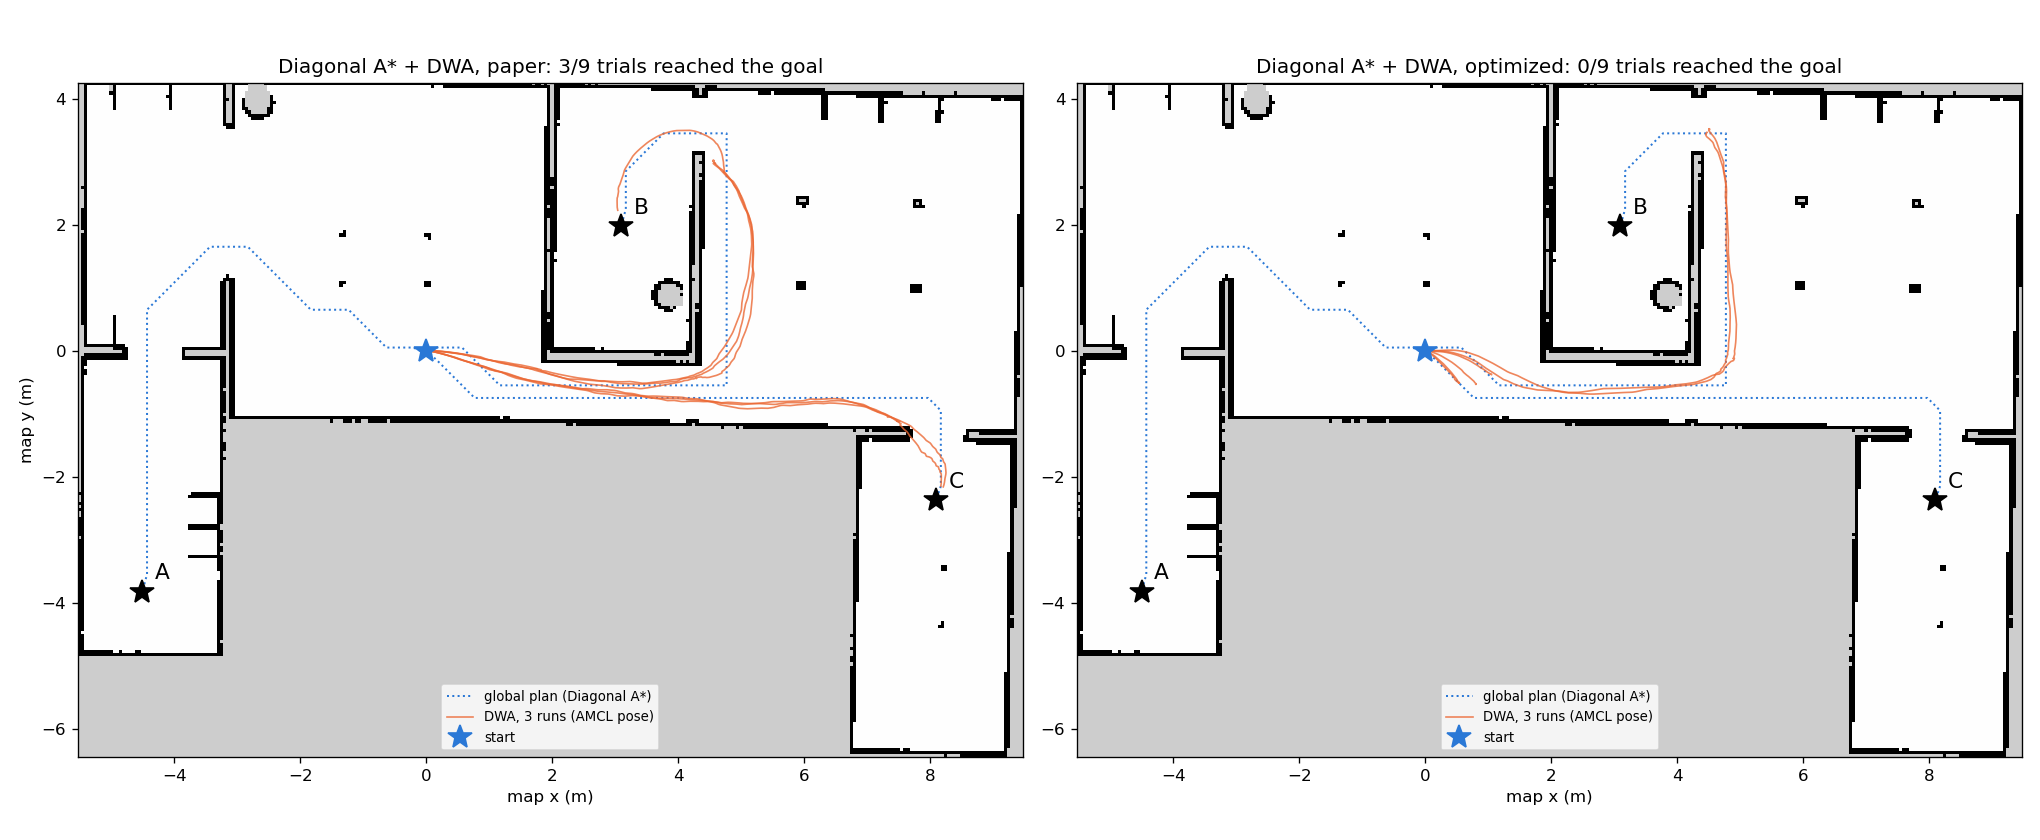 Diagonal A* + DWA, paper: 3/9 trials reached the goal
4
2
0
−2
−4
−6
map y (m)
A
B
C
global plan (Diagonal A*)
DWA, 3 runs (AMCL pose)
start
−4
−2
0
2
4
6
8
map x (m)
Diagonal A* + DWA, optimized: 0/9 trials reached the goal
4
2
0
−2
−4
−6
A
B
C
global plan (Diagonal A*)
DWA, 3 runs (AMCL pose)
start
−4
−2
0
2
4
6
8
map x (m)